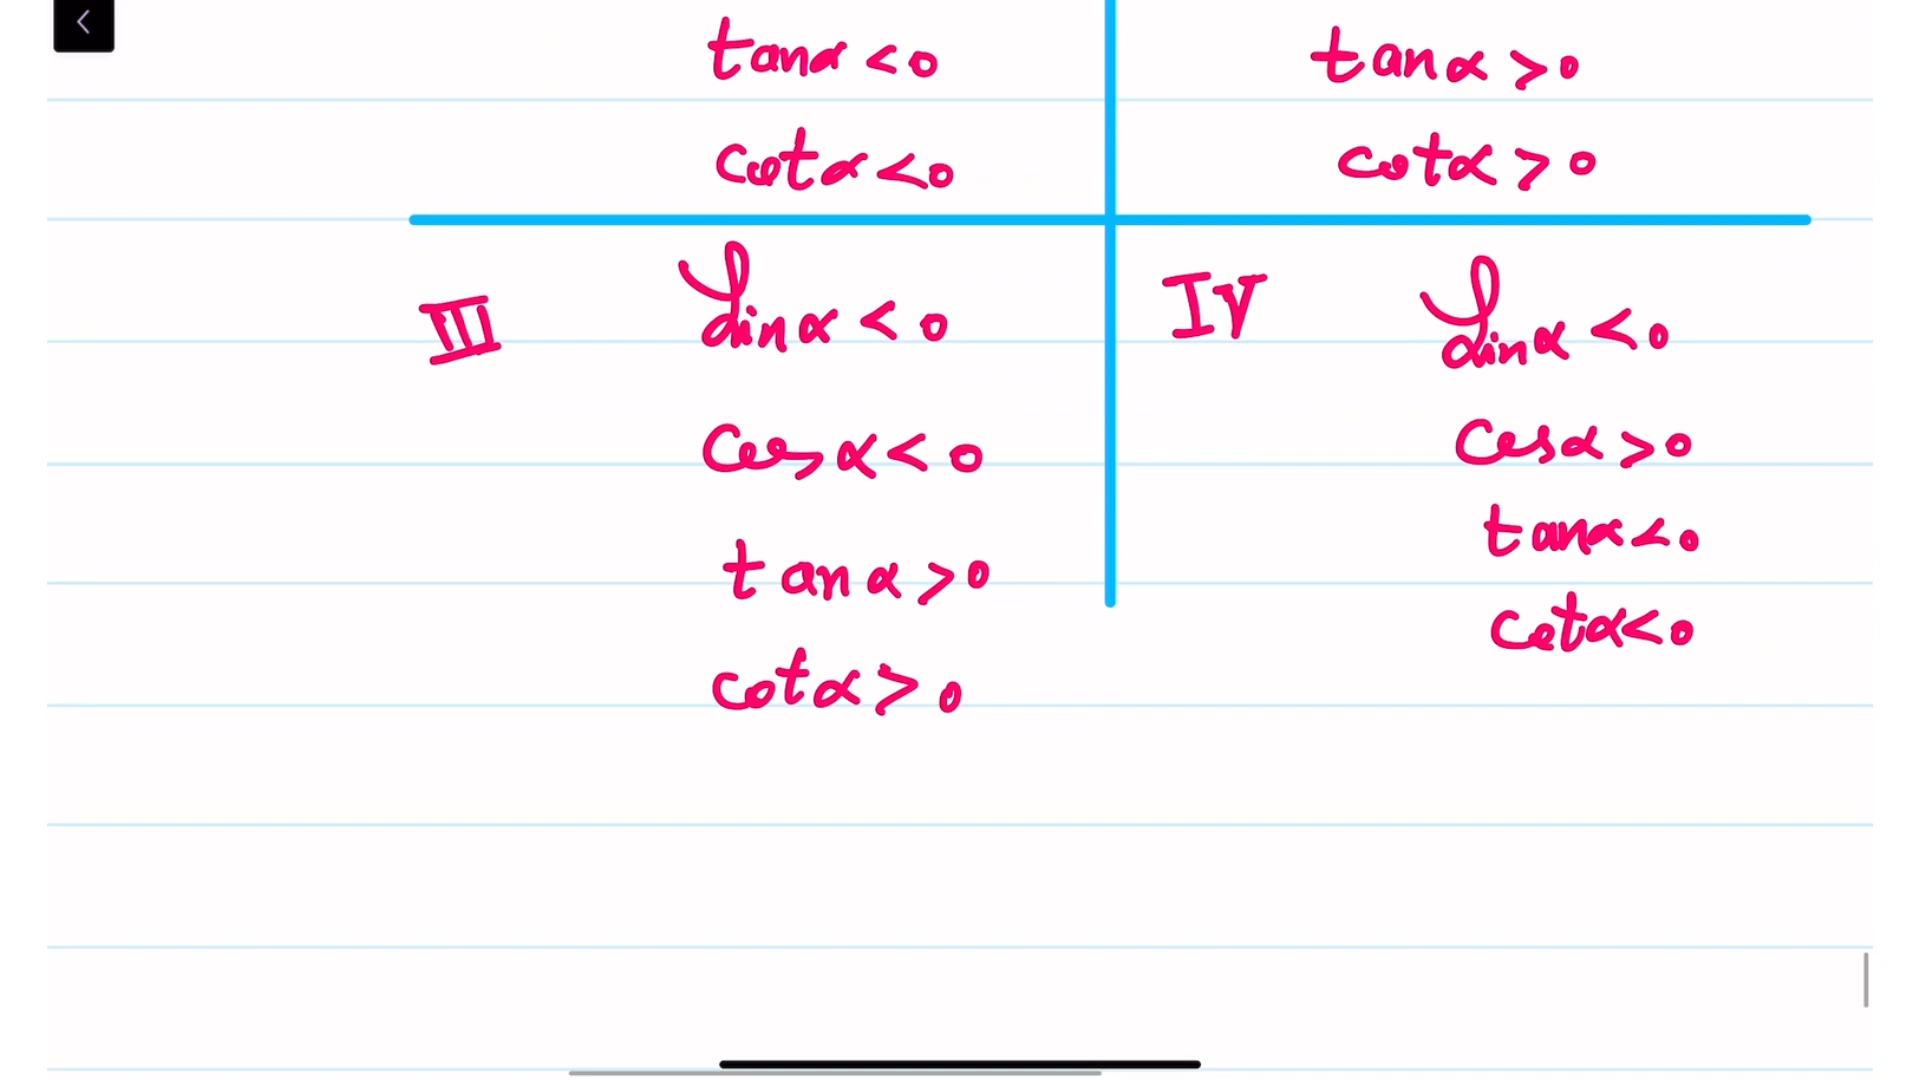 tanα <0
tanα >0
cotα <0
cotα >0
III
Sinα <0
IV
Sinα <0
Cosα <0
Cosα >0
tanα >0
tanα <0
cotα >0
Cotα <0